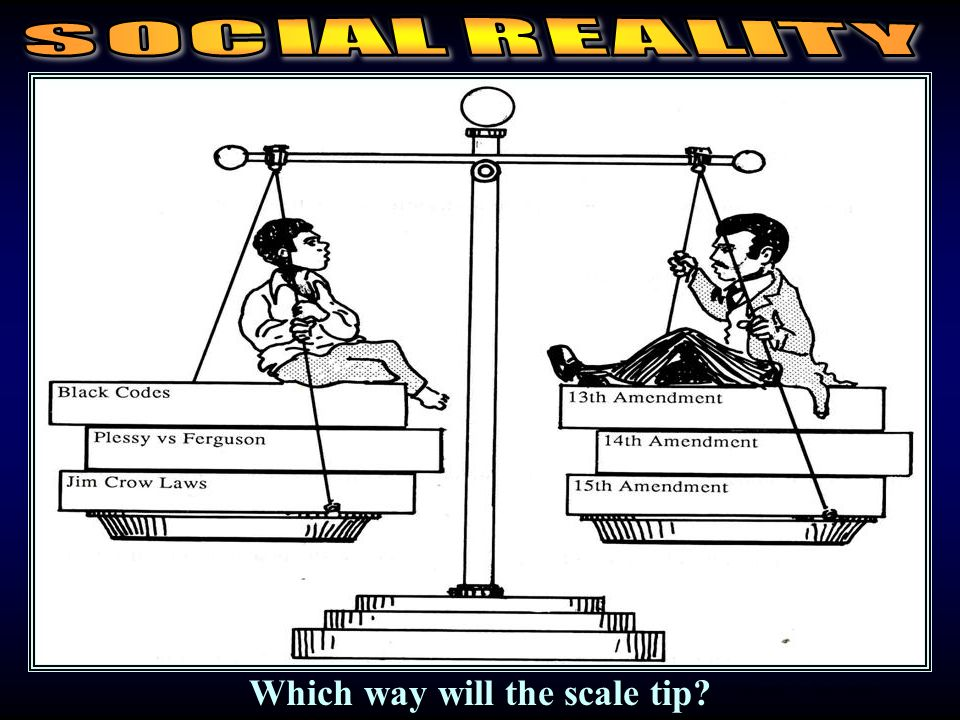 SOCIAL REALITY
Black Codes
Plessy vs Ferguson
Jim Crow Laws
13th Amendment
14th Amendment
15th Amendment
Which way will the scale tip?